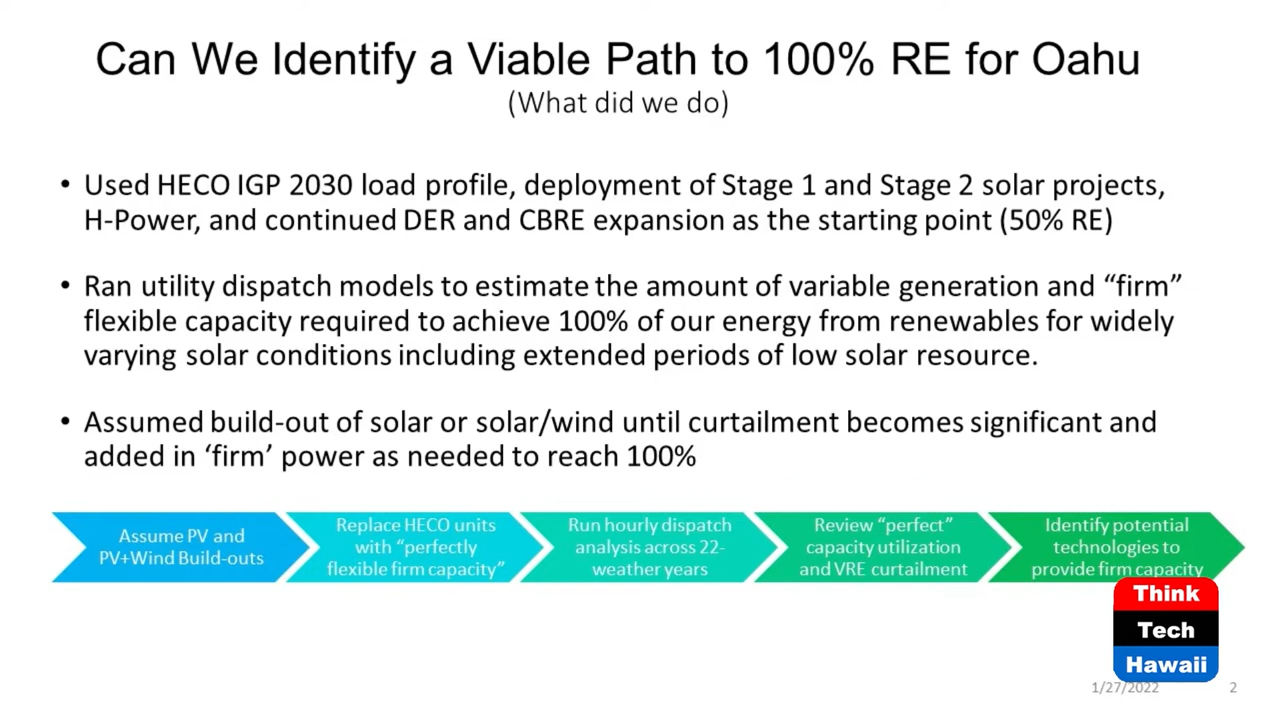 Can We Identify a Viable Path to 100% RE for Oahu
(What did we do)
• Used HECO IGP 2030 load profile, deployment of Stage 1 and Stage 2 solar projects,
H-Power, and continued DER and CBRE expansion as the starting point (50% RE)
• Ran utility dispatch models to estimate the amount of variable generation and “firm”
flexible capacity required to achieve 100% of our energy from renewables for widely
varying solar conditions including extended periods of low solar resource.
• Assumed build-out of solar or solar/wind until curtailment becomes significant and
added in ‘firm’ power as needed to reach 100%
Assume PV and
PV+Wind Build-outs
Replace HECO units
with “perfectly
flexible firm capacity”
Run hourly dispatch
analysis across 22-
weather years
Review “perfect”
capacity utilization
and VRE curtailment
Identify potential
technologies to
provide firm capacity
Think
Tech
Hawaii
1/27/2022
2